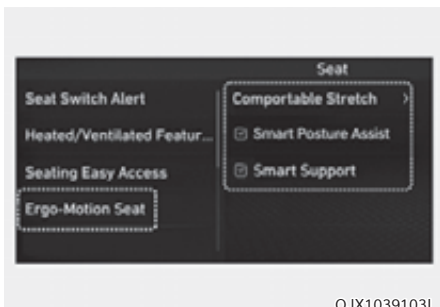 Seat
Seat Switch Alert
Heated/Ventilated Featur...
Seating Easy Access
Ergo-Motion Seat
Comportable Stretch >
Smart Posture Assist
Smart Support
OJX1039103L